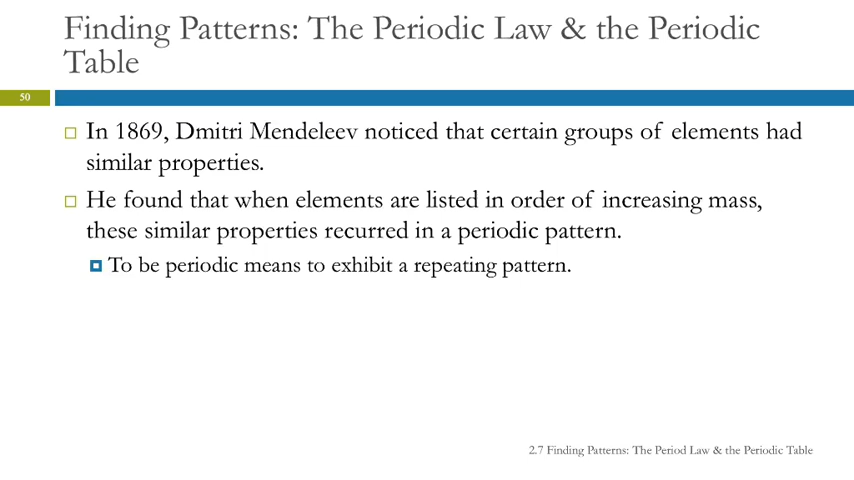 Finding Patterns: The Periodic Law & the Periodic
Table
50
In 1869, Dmitri Mendeleev noticed that certain groups of elements had
similar properties.
He found that when elements are listed in order of increasing mass,
these similar properties recurred in a periodic pattern.
To be periodic means to exhibit a repeating pattern.
2.7 Finding Patterns: The Period Law & the Periodic Table